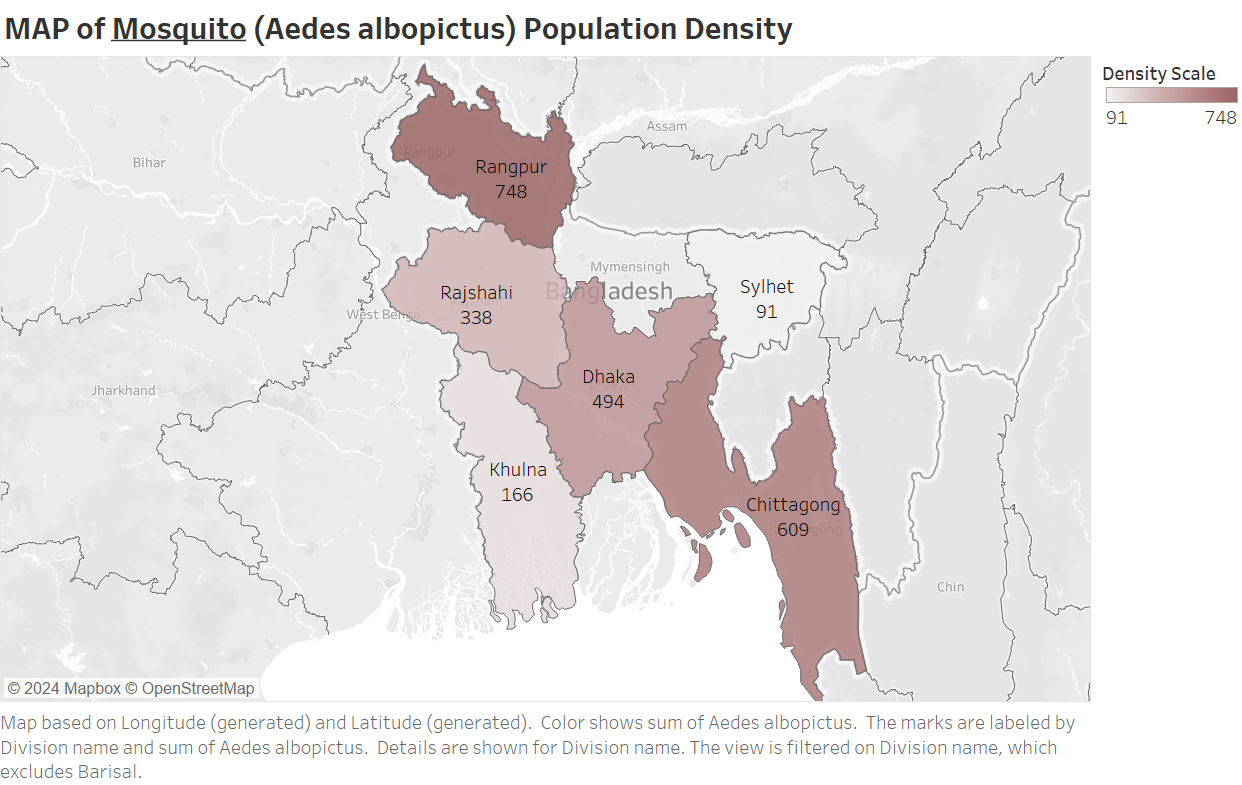 MAP of Mosquito (Aedes albopictus) Population Density
Density Scale
91 748
Assam
Bihar
Rangpur
Rangpur
748
Mymensingh
Bangladesh
Sylhet
91
Rajshahi
338
West Bengal
Dhaka
494
Jharkhand
Khulna
166
Chittagong
609
Chin
© 2024 Mapbox © OpenStreetMap
Map based on Longitude (generated) and Latitude (generated).  Color shows sum of Aedes albopictus.  The marks are labeled by
Division name and sum of Aedes albopictus.  Details are shown for Division name. The view is filtered on Division name, which
excludes Barisal.